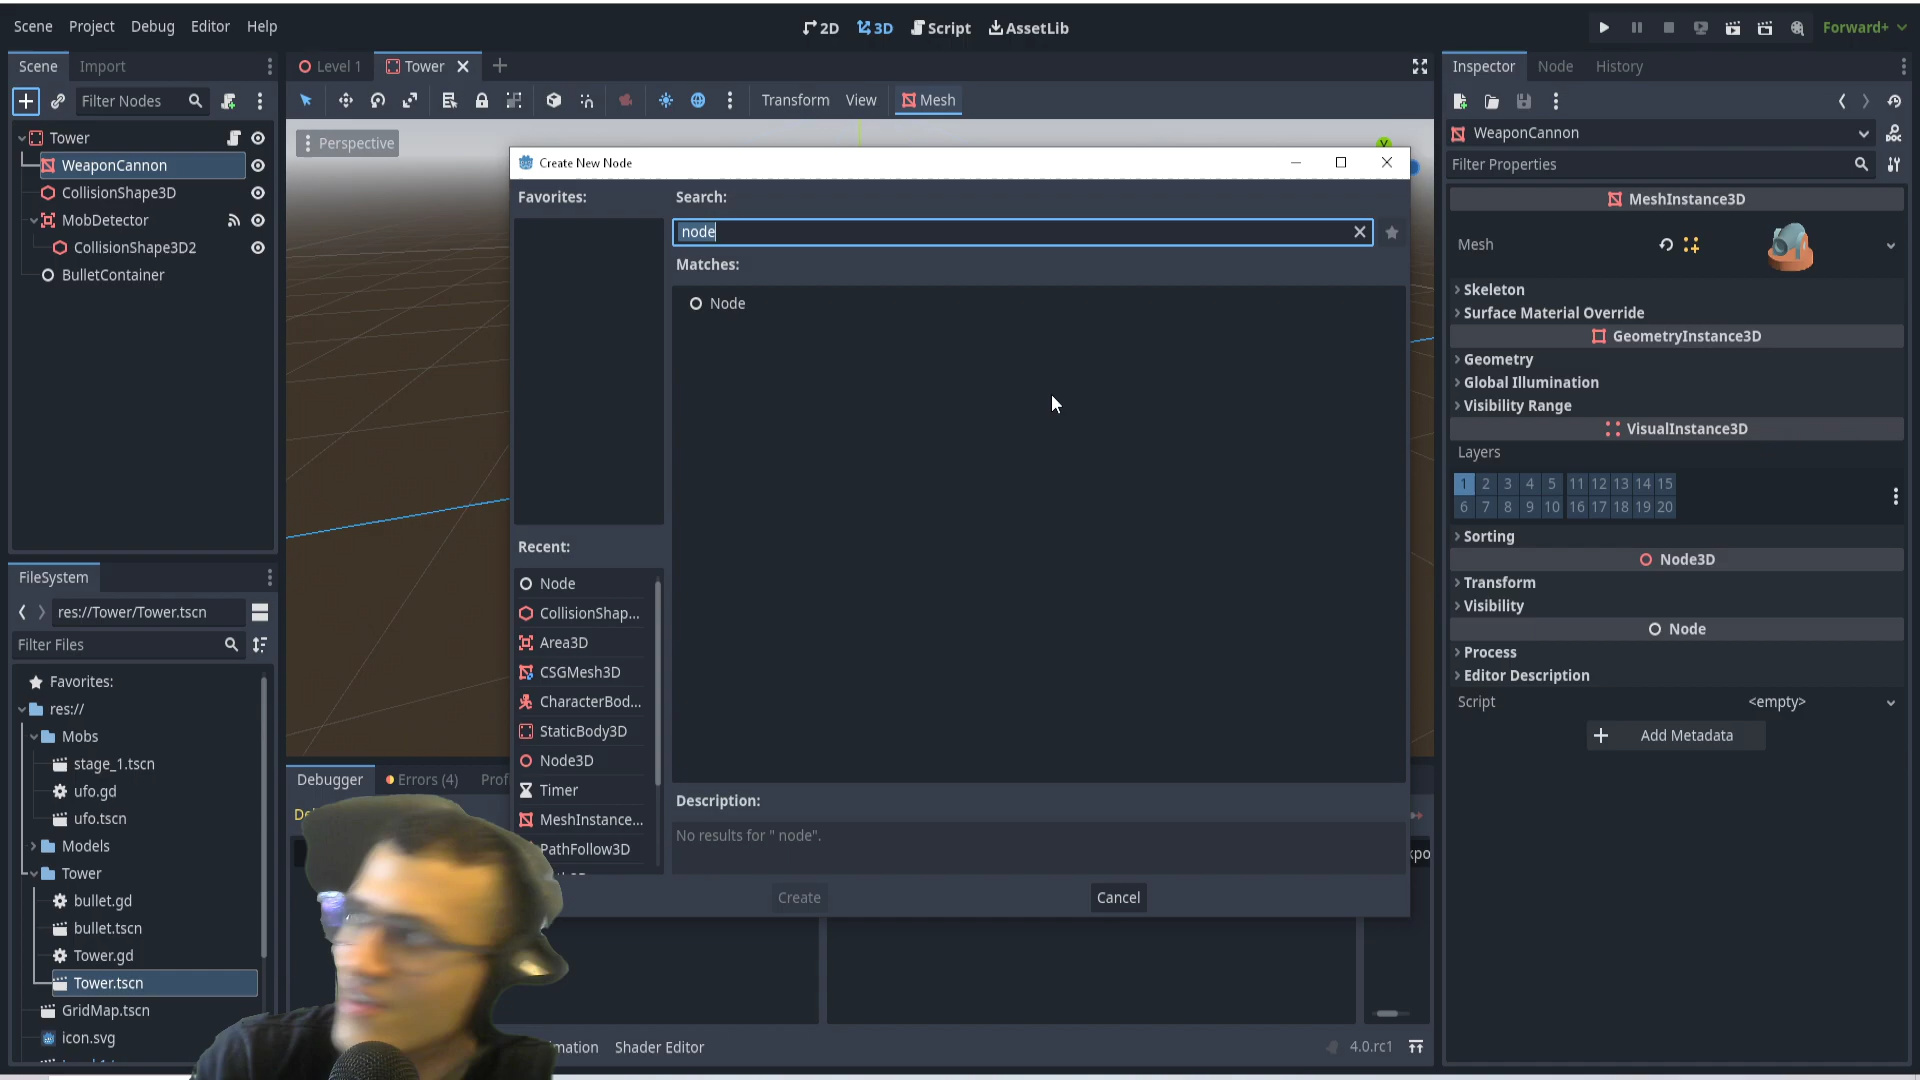 Scene Project Debug Editor Help
2D 3D Script AssetLib
Forward+
Scene Import
Filter Nodes
Tower
WeaponCannon
CollisionShape3D
MobDetector
CollisionShape3D2
BulletContainer
Level 1 Tower
Transform View Mesh
Perspective
Y
Create New Node
Favorites:
Search:
node
Matches:
Node
Recent:
Node
CollisionShap...
Area3D
CSGMesh3D
CharacterBod...
StaticBody3D
Node3D
Timer
MeshInstance...
PathFollow3D
Description:
No results for " node".
Create Cancel
FileSystem
res://Tower/Tower.tscn
Filter Files
Favorites:
res://
Mobs
stage_1.tscn
ufo.gd
ufo.tscn
Models
Tower
bullet.gd
bullet.tscn
Tower.gd
Tower.tscn
GridMap.tscn
icon.svg
Debugger Errors (4) Prof
De
xpo
mation Shader Editor
4.0.rc1
Inspector Node History
WeaponCannon
Filter Properties
MeshInstance3D
Mesh
Skeleton
Surface Material Override
GeometryInstance3D
Geometry
Global Illumination
Visibility Range
VisualInstance3D
Layers
1 2 3 4 5 11 12 13 14 15
6 7 8 9 10 16 17 18 19 20
Sorting
Node3D
Transform
Visibility
Node
Process
Editor Description
Script <empty>
Add Metadata